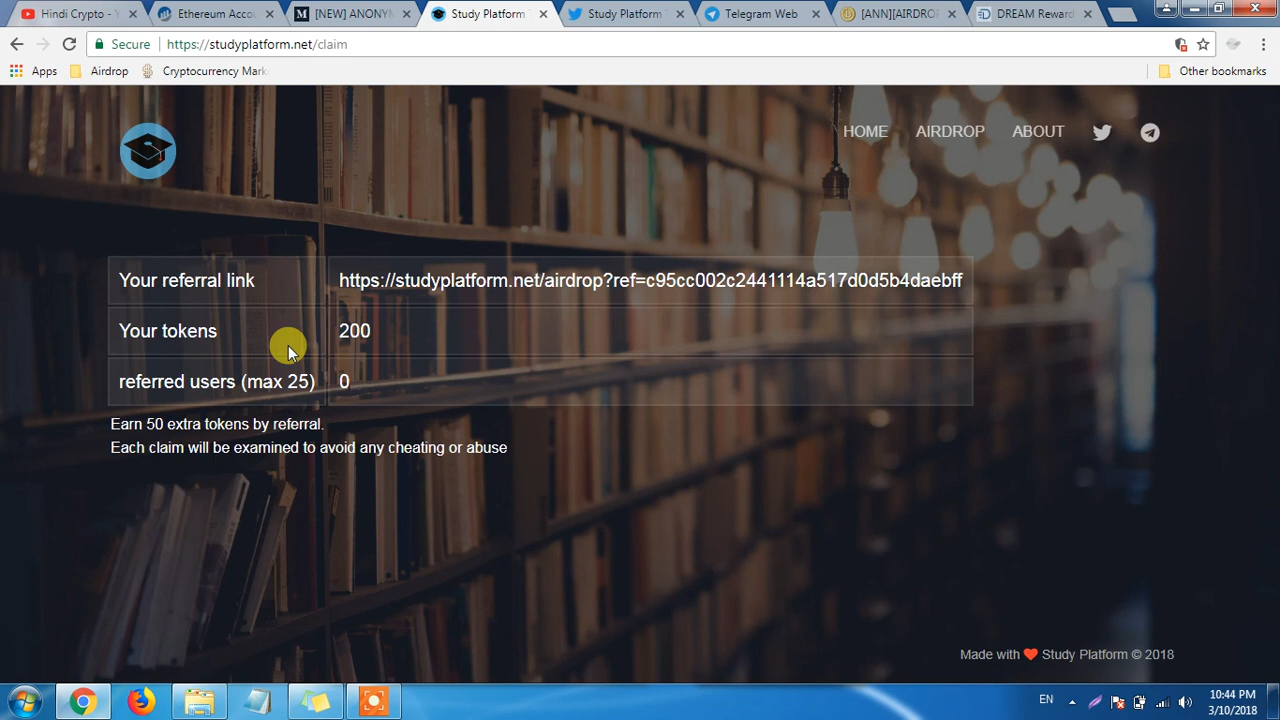 Hindi Crypto - Y
Ethereum Accou
[NEW] ANONYM
Study Platform T
Study Platform T
Telegram Web
[ANN][AIRDROP
DREAM Reward
Secure https://studyplatform.net/claim
Apps Airdrop Cryptocurrency Mark Other bookmarks
HOME AIRDROP ABOUT
Your referral link https://studyplatform.net/airdrop?ref=c95cc002c2441114a517d0d5b4daebff
Your tokens 200
referred users (max 25) 0
Earn 50 extra tokens by referral.
Each claim will be examined to avoid any cheating or abuse
Made with ❤ Study Platform © 2018
EN
10:44 PM
3/10/2018